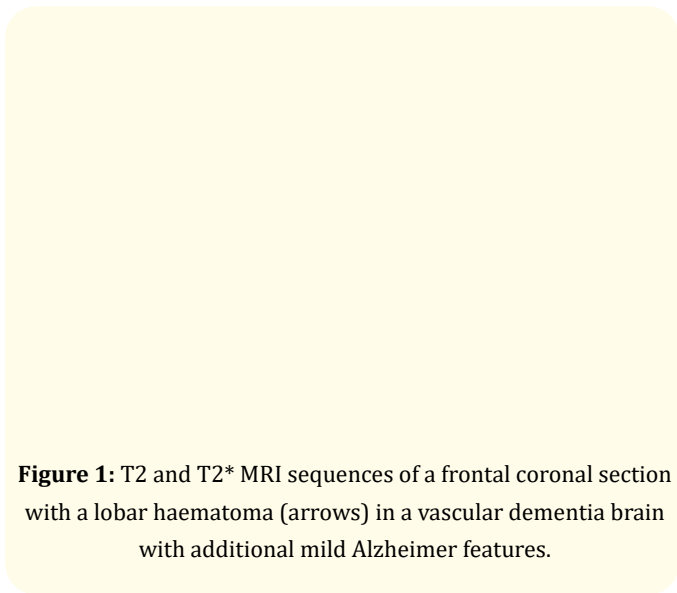 Figure 1: T2 and T2* MRI sequences of a frontal coronal section
with a lobar haematoma (arrows) in a vascular dementia brain
with additional mild Alzheimer features.